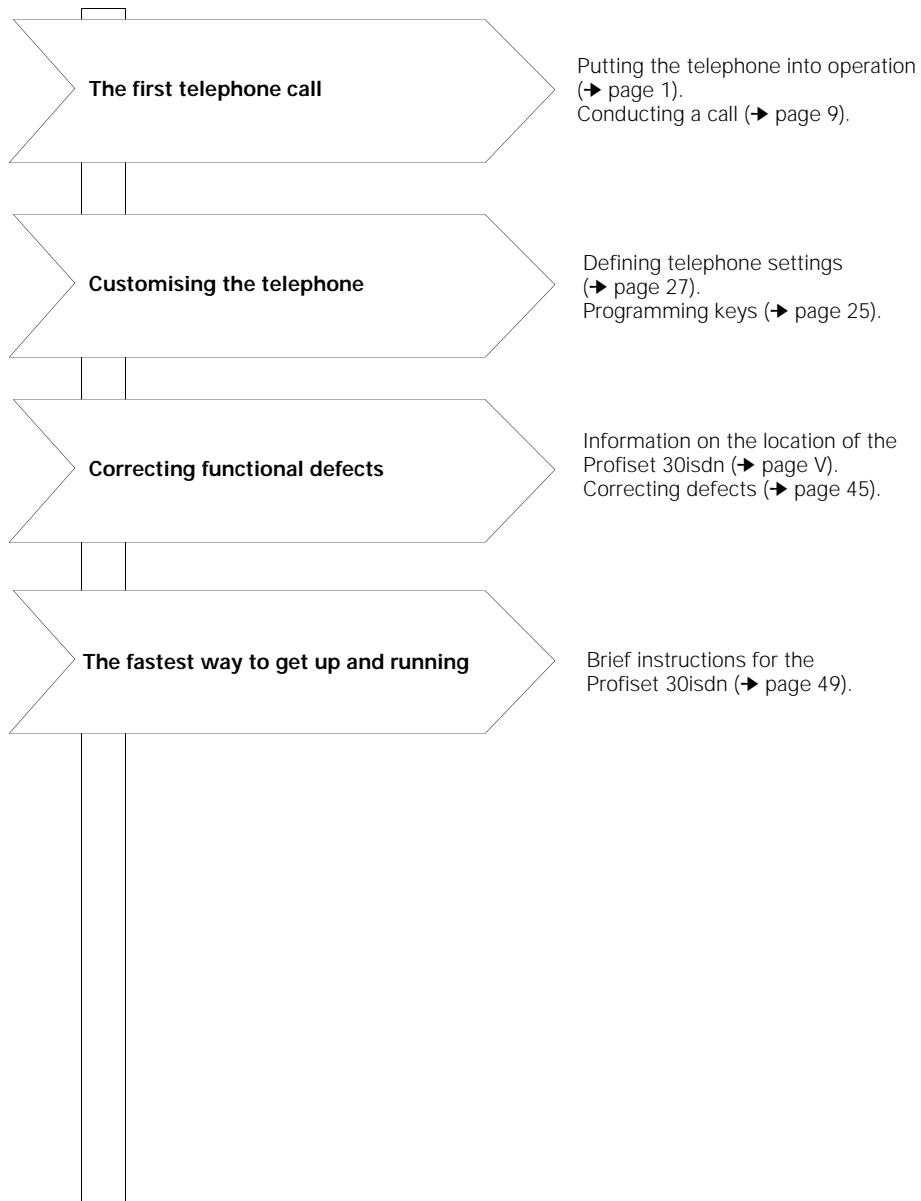 The first telephone call
Putting the telephone into operation
(➔ page 1).
Conducting a call (➔ page 9).
Customising the telephone
Defining telephone settings
(➔ page 27).
Programming keys (➔ page 25).
Correcting functional defects
Information on the location of the
Profiset 30isdn (➔ page V).
Correcting defects (➔ page 45).
The fastest way to get up and running
Brief instructions for the
Profiset 30isdn (➔ page 49).